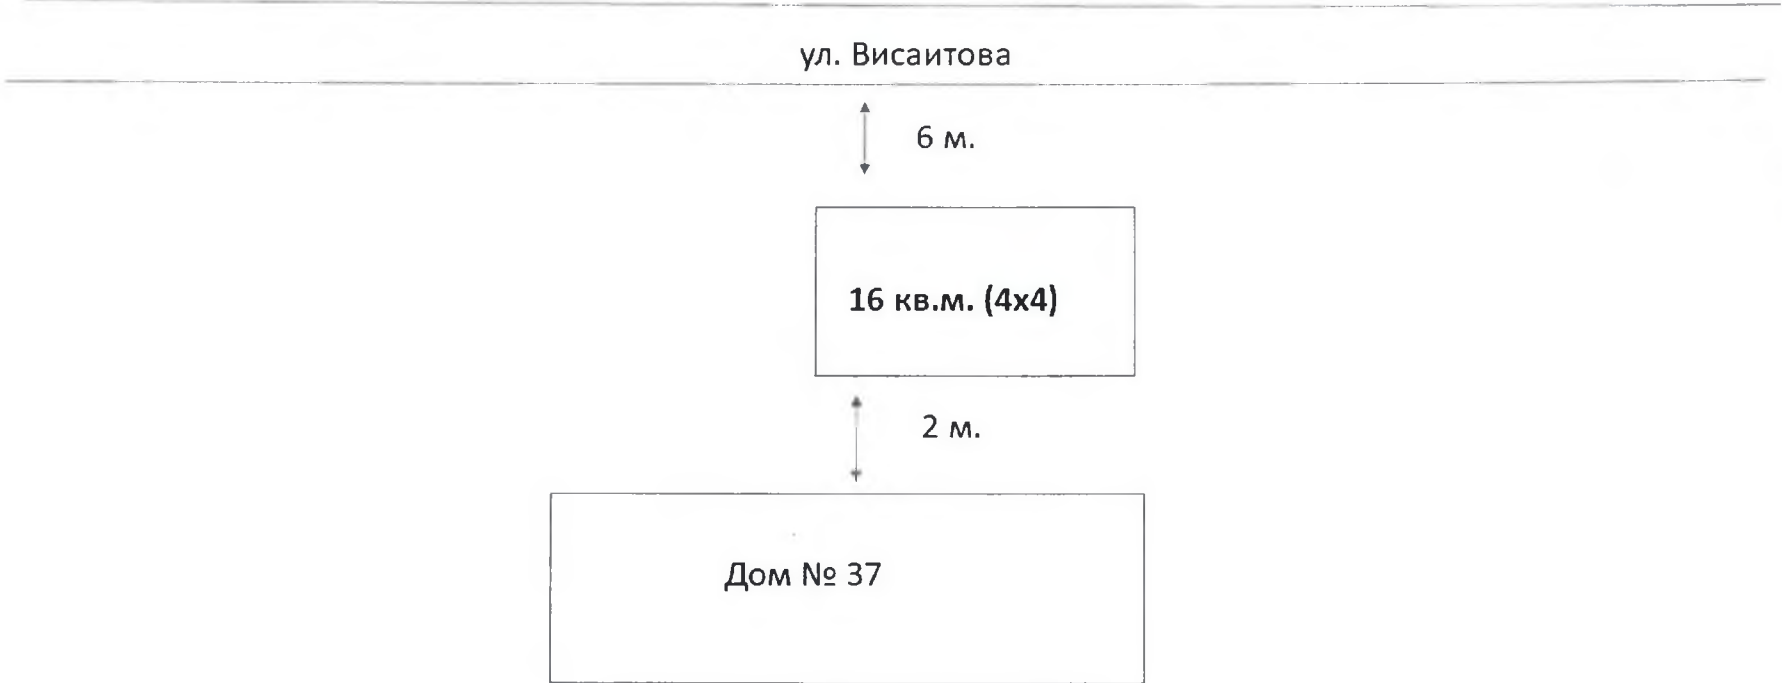 ул. Висаитова
6 м.
16 кв.м. (4х4)
2 м.
Дом № 37